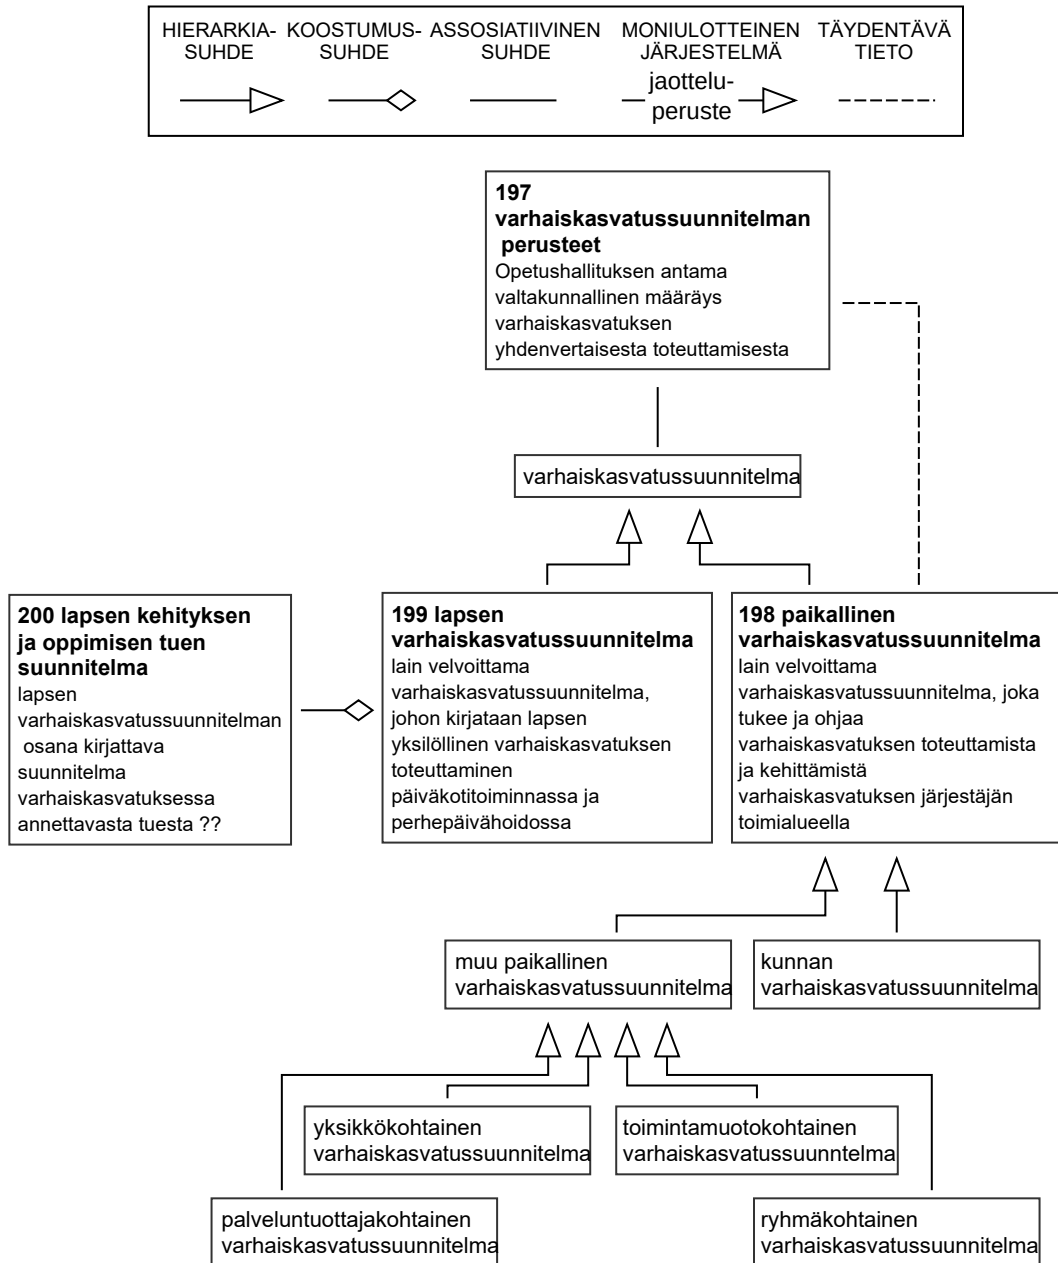 HIERARKIA-
SUHDE
KOOSTUMUS-
SUHDE
ASSOSIATIIVINEN
SUHDE
MONIULOTTEINEN
JÄRJESTELMÄ
jaottelu-
peruste
TÄYDENTÄVÄ
TIETO
197
varhaiskasvatussuunnitelman
perusteet
Opetushallituksen antama
valtakunnallinen määräys
varhaiskasvatuksen
yhdenvertaisesta toteuttamisesta
varhaiskasvatussuunnitelma
200 lapsen kehityksen
ja oppimisen tuen
suunnitelma
lapsen
varhaiskasvatussuunnitelman
osana kirjattava
suunnitelma
varhaiskasvatuksessa
annettavasta tuesta ??
199 lapsen
varhaiskasvatussuunnitelma
lain velvoittama
varhaiskasvatussuunnitelma,
johon kirjataan lapsen
yksilöllinen varhaiskasvatuksen
toteuttaminen
päiväkotitoiminnassa ja
perhepäivähoidossa
198 paikallinen
varhaiskasvatussuunnitelma
lain velvoittama
varhaiskasvatussuunnitelma, joka
tukee ja ohjaa
varhaiskasvatuksen toteuttamista
ja kehittämistä
varhaiskasvatuksen järjestäjän
toimialueella
muu paikallinen
varhaiskasvatussuunnitelma
kunnan
varhaiskasvatussuunnitelma
yksikkökohtainen
varhaiskasvatussuunnitelma
toimintamuotokohtainen
varhaiskasvatussuunntelma
palveluntuottajakohtainen
varhaiskasvatussuunnitelma
ryhmäkohtainen
varhaiskasvatussuunnitelma